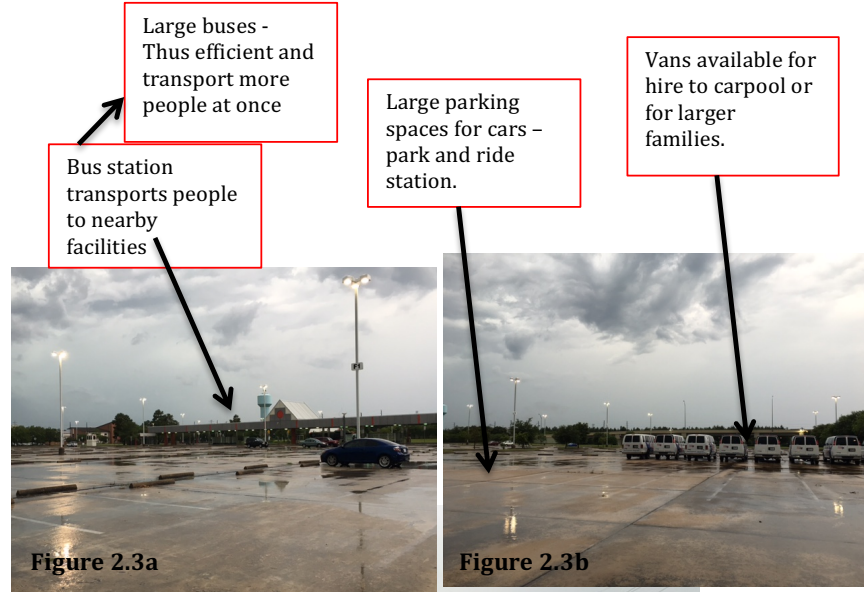 Large buses -
Thus efficient and
transport more
people at once
Bus station
transports people
to nearby
facilities
Large parking
spaces for cars –
park and ride
station.
Vans available for
hire to carpool or
for larger
families.
F1
Figure 2.3a
Figure 2.3b